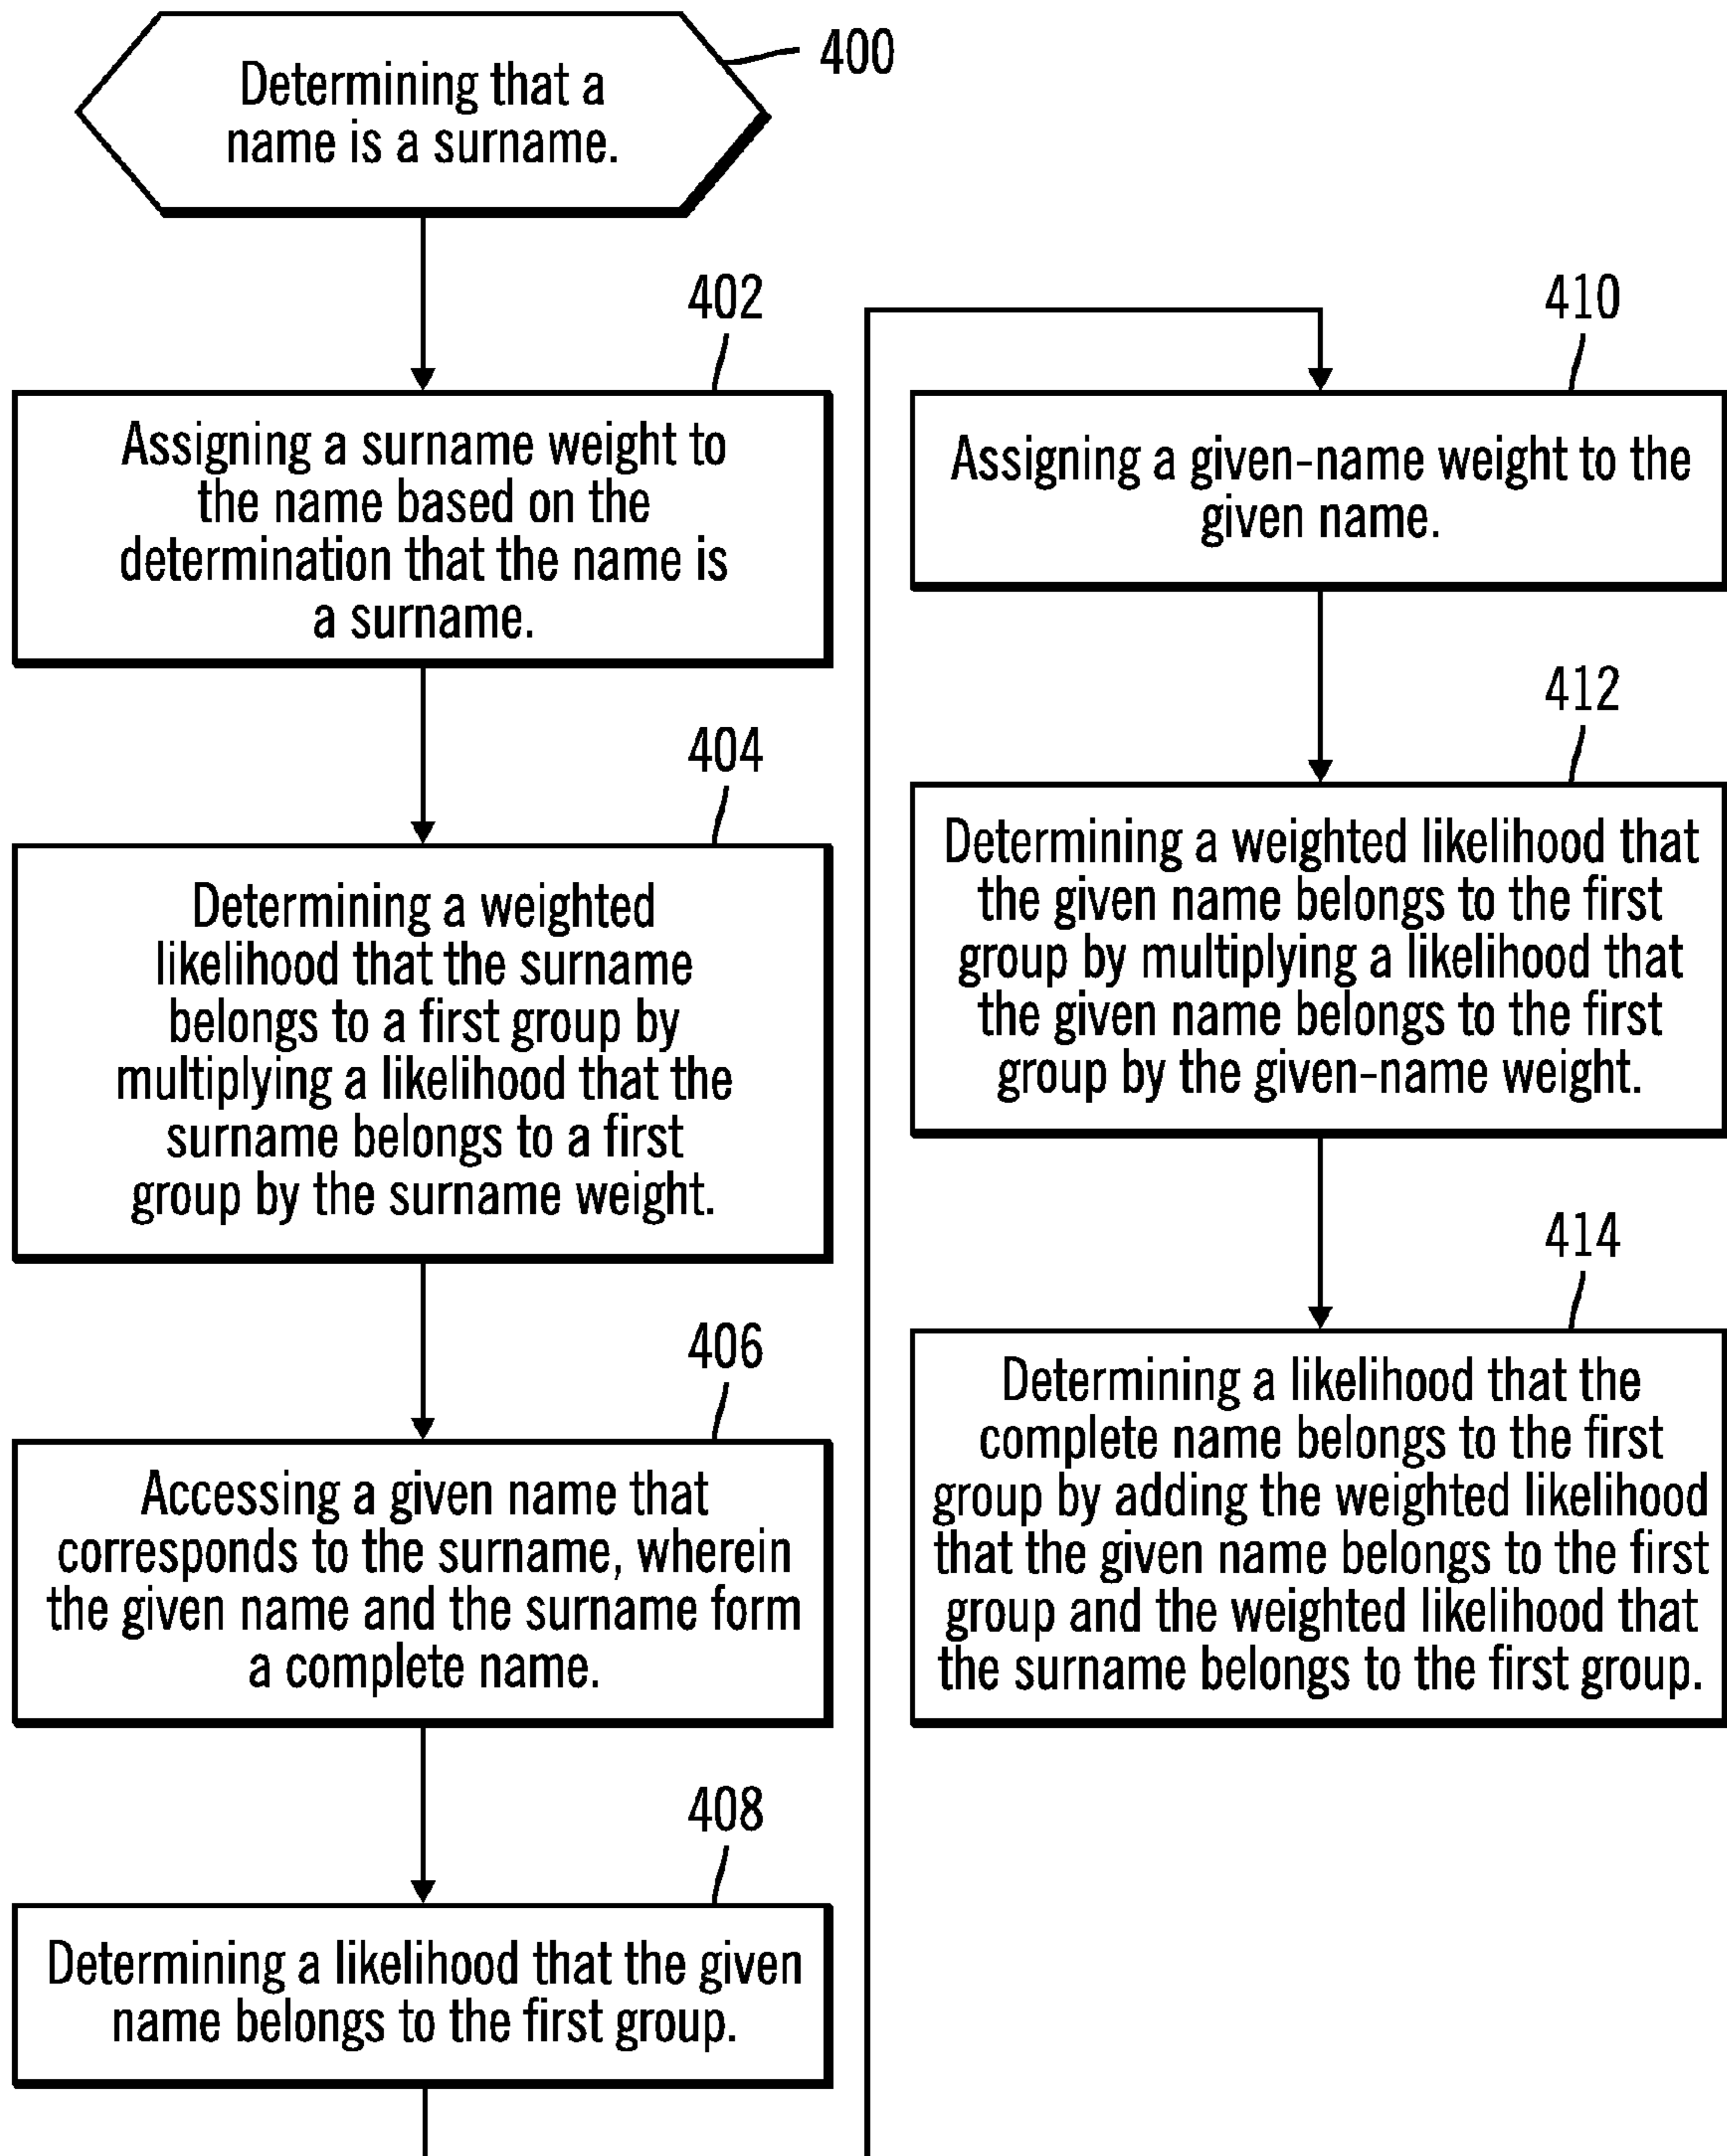 400
Determining that a
name is a surname.
402
Assigning a surname weight to
the name based on the
determination that the name is
a surname.
404
Determining a weighted
likelihood that the surname
belongs to a first group by
multiplying a likelihood that the
surname belongs to a first
group by the surname weight.
406
Accessing a given name that
corresponds to the surname, wherein
the given name and the surname form
a complete name.
408
Determining a likelihood that the given
name belongs to the first group.
410
Assigning a given-name weight to the
given name.
412
Determining a weighted likelihood that
the given name belongs to the first
group by multiplying a likelihood that
the given name belongs to the first
group by the given-name weight.
414
Determining a likelihood that the
complete name belongs to the first
group by adding the weighted likelihood
that the given name belongs to the first
group and the weighted likelihood that
the surname belongs to the first group.